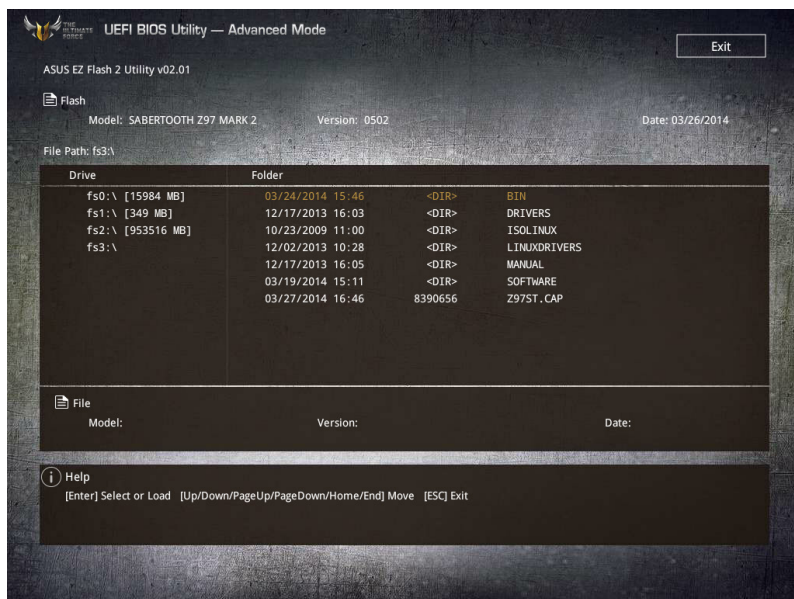 THE ULTIMATE FORCE
UEFI BIOS Utility — Advanced Mode
Exit
ASUS EZ Flash 2 Utility v02.01
Flash
Model: SABERTOOTH Z97 MARK 2 Version: 0502 Date: 03/26/2014
File Path: fs3:\
Drive Folder
fs0:\ [15984 MB] 03/24/2014 15:46 <DIR> BIN
fs1:\ [349 MB] 12/17/2013 16:03 <DIR> DRIVERS
fs2:\ [953516 MB] 10/23/2009 11:00 <DIR> ISOLINUX
fs3:\ 12/02/2013 10:28 <DIR> LINUXDRIVERS
12/17/2013 16:05 <DIR> MANUAL
03/19/2014 15:11 <DIR> SOFTWARE
03/27/2014 16:46 8390656 Z97ST.CAP
File
Model: Version: Date:
Help
[Enter] Select or Load [Up/Down/PageUp/PageDown/Home/End] Move [ESC] Exit